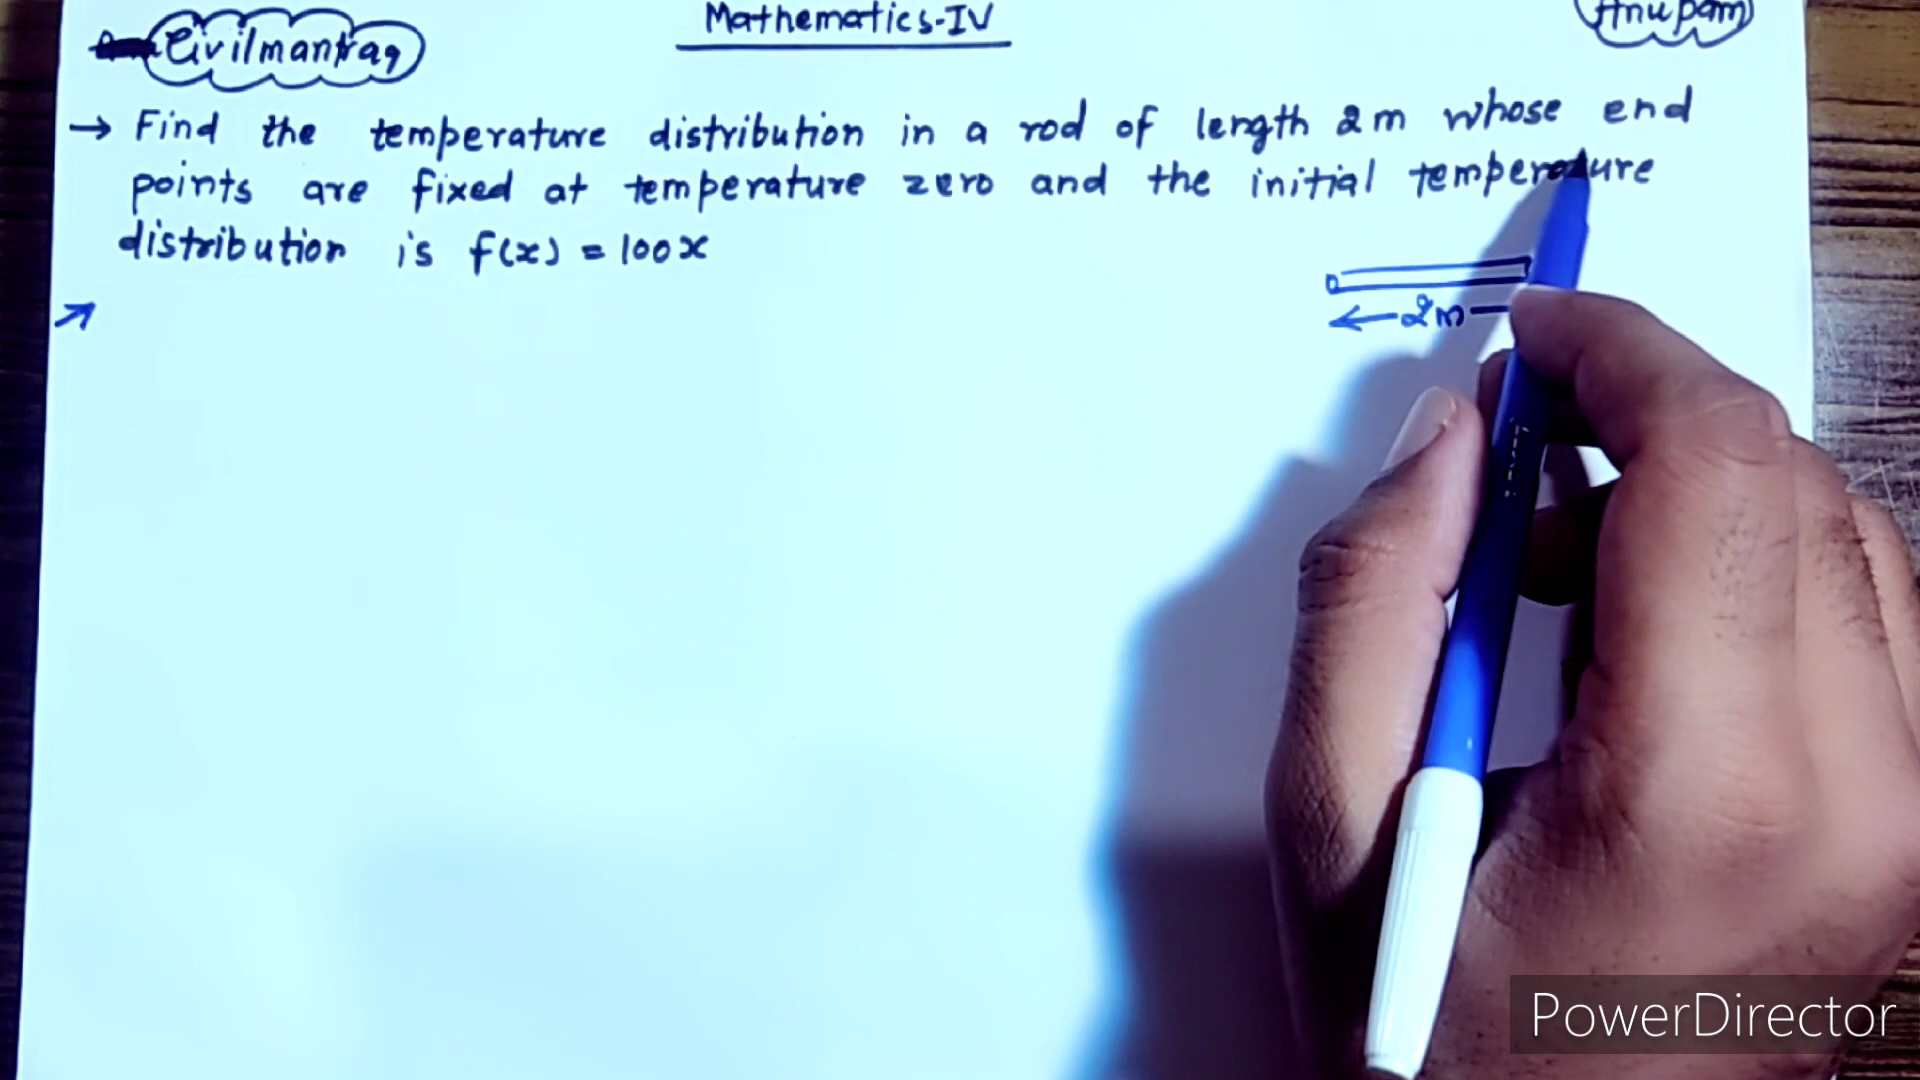 Civilmantraq
Mathematics-IV
Anupam
→ Find the temperature distribution in a rod of length 2m whose end
points are fixed at temperature zero and the initial temperature
distribution is f(x) = 100x
2m
PowerDirector